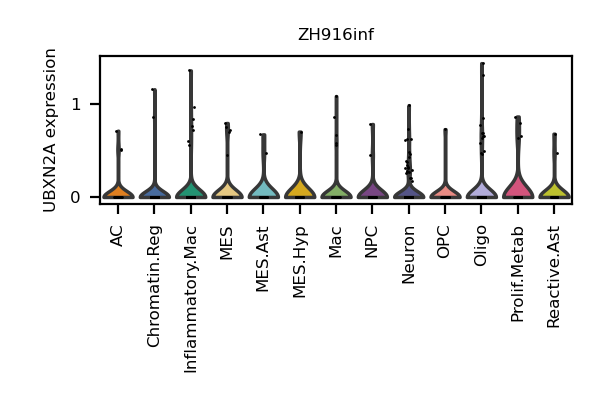 ZH916inf
UBXN2A expression
1
0
AC
Chromatin.Reg
Inflammatory.Mac
MES
MES.Ast
MES.Hyp
Mac
NPC
Neuron
OPC
Oligo
Prolif.Metab
Reactive.Ast